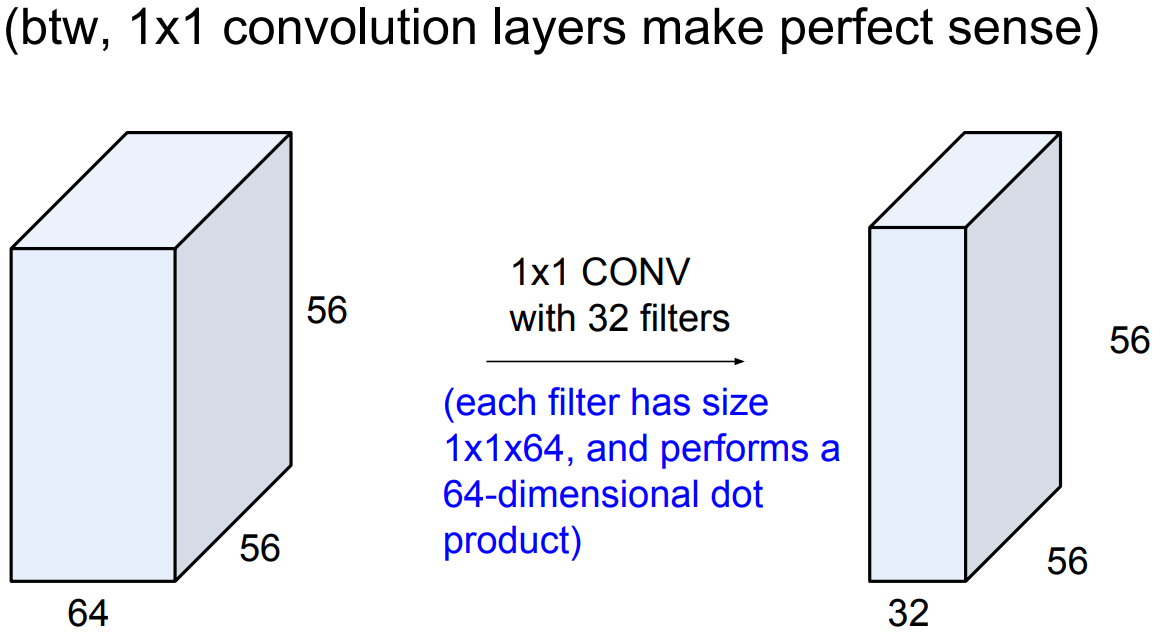 (btw, 1x1 convolution layers make perfect sense)
56
56
64
1x1 CONV
with 32 filters
(each filter has size
1x1x64, and performs a
64-dimensional dot
product)
56
56
32